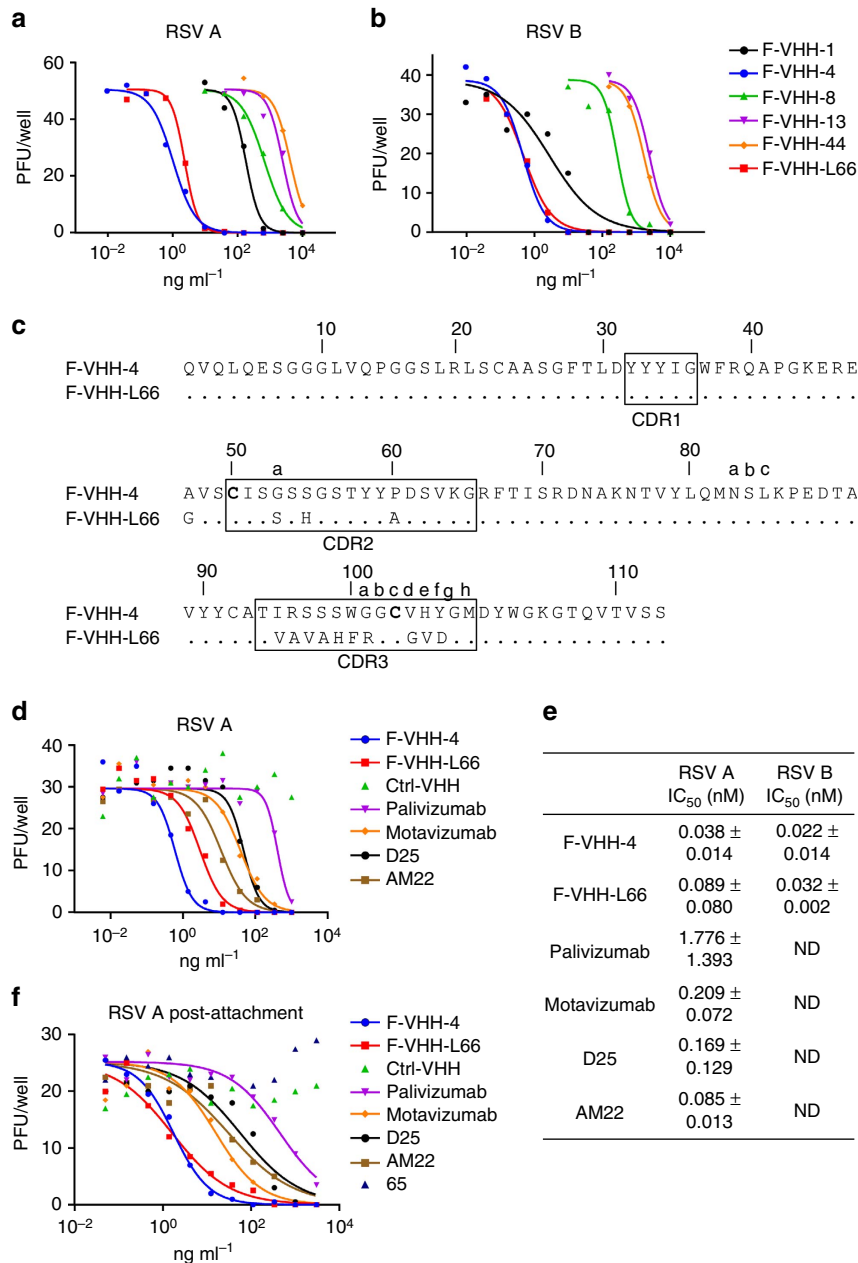 a
RSV A
PFU/well
60
40
20
0
10⁻² 10⁰ 10² 10⁴
ng ml⁻¹
b
RSV B
PFU/well
40
30
20
10
0
10⁻² 10⁰ 10² 10⁴
ng ml⁻¹
F-VHH-1
F-VHH-4
F-VHH-8
F-VHH-13
F-VHH-44
F-VHH-L66
c
10 20 30 40
F-VHH-4 QVQLQESGGGLVQPGGSLRLSCAASGFTLDYYYIGWFRQAPGKERE
F-VHH-L66 ..............................................
CDR1
50 a 60 70 80 abc
F-VHH-4 AVSCISGSSGSTYYPDSVKGRFTISRDNAKNTVYLQMNSLKPEDTA
F-VHH-L66 G......S.H.....A..............................
CDR2
90 100 abcdefgh 110
F-VHH-4 VYYCATIRSSSWGGCVHYGMDYWGKGTQVTVSS
F-VHH-L66 ......VAVAHFR..GVD...............
CDR3
d
RSV A
PFU/well
40
30
20
10
0
10⁻² 10⁰ 10² 10⁴
ng ml⁻¹
F-VHH-4
F-VHH-L66
Ctrl-VHH
Palivizumab
Motavizumab
D25
AM22
e
RSV A IC₅₀ (nM) RSV B IC₅₀ (nM)
F-VHH-4 0.038 ± 0.014 0.022 ± 0.014
F-VHH-L66 0.089 ± 0.080 0.032 ± 0.002
Palivizumab 1.776 ± 1.393 ND
Motavizumab 0.209 ± 0.072 ND
D25 0.169 ± 0.129 ND
AM22 0.085 ± 0.013 ND
f
RSV A post-attachment
PFU/well
30
20
10
0
10⁻² 10⁰ 10² 10⁴
ng ml⁻¹
F-VHH-4
F-VHH-L66
Ctrl-VHH
Palivizumab
Motavizumab
D25
AM22
65